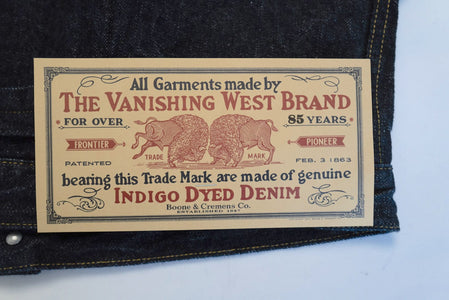 All Garments made by
THE VANISHING WEST BRAND
FOR OVER 85 YEARS
FRONTIER PIONEER
TRADE MARK
PATENTED FEB. 3 1863
bearing this Trade Mark are made of genuine
INDIGO DYED DENIM
Boone & Cremens Co.
ESTABLISHED